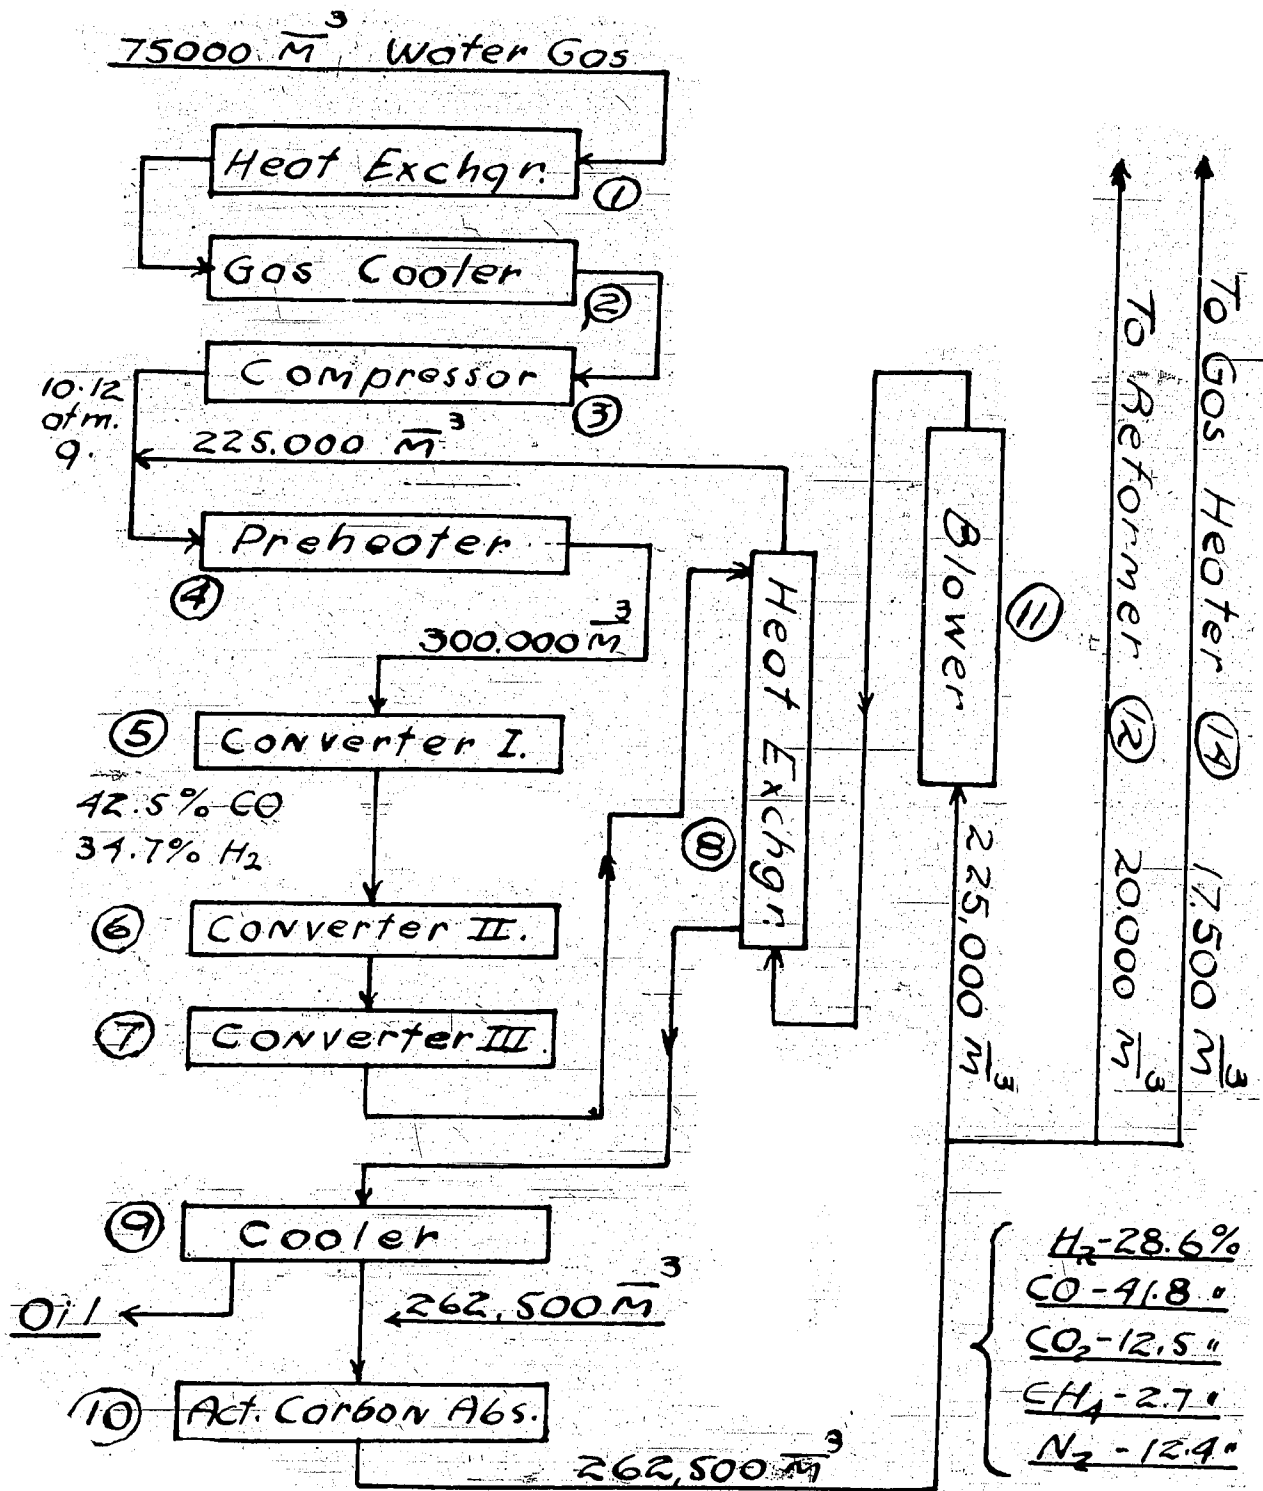 75000 M³ Water Gas
Heat Exchgr.
1
Gas Cooler
2
Compressor
3
10-12
atm.
g.
225.000 M³
Preheater
4
300.000 M³
5
Converter I.
42.5% CO
34.7% H₂
6
Converter II.
7
Converter III.
Heat Exchgr.
8
Blower
11
225,000 M³
To Reformer 12 20.000 M³
To Gas Heater 14 17.500 M³
9
Cooler
Oil
262,500 M³
10
Act. Carbon Abs.
262,500 M³
H₂-28.6%
CO-41.8 "
CO₂-12.5 "
CH₄-2.7 "
N₂-12.4 "